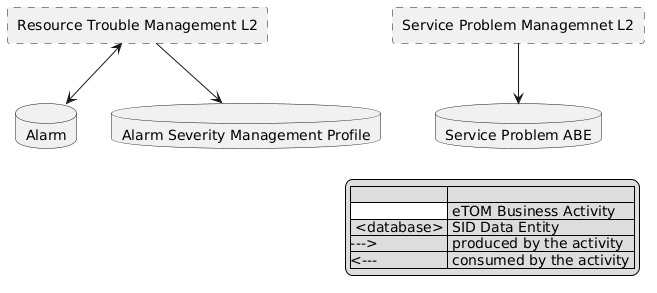 Resource Trouble Management L2
Service Problem Managemnet L2
Alarm
Alarm Severity Management Profile
Service Problem ABE
eTOM Business Activity
<database> SID Data Entity
---> produced by the activity
<--- consumed by the activity